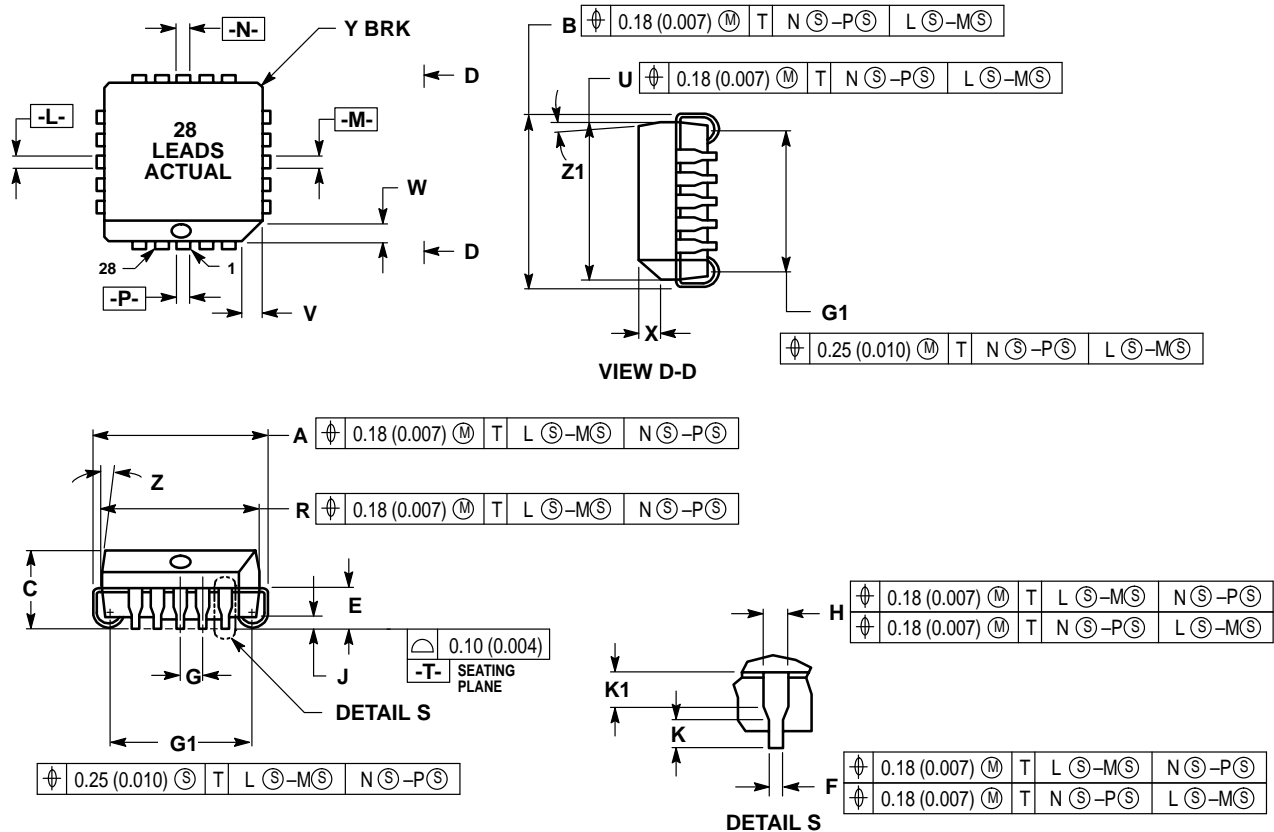 -N-
Y BRK
D
-L-
-M-
28
LEADS
ACTUAL
W
D
28
1
-P-
V
B ⌖ 0.18 (0.007) Ⓜ T N Ⓢ –P Ⓢ L Ⓢ –M Ⓢ
U ⌖ 0.18 (0.007) Ⓜ T N Ⓢ –P Ⓢ L Ⓢ –M Ⓢ
Z1
G1
X
⌖ 0.25 (0.010) Ⓜ T N Ⓢ –P Ⓢ L Ⓢ –M Ⓢ
VIEW D-D
A ⌖ 0.18 (0.007) Ⓜ T L Ⓢ –M Ⓢ N Ⓢ –P Ⓢ
Z
R ⌖ 0.18 (0.007) Ⓜ T L Ⓢ –M Ⓢ N Ⓢ –P Ⓢ
C
E
⌓ 0.10 (0.004)
G
J
-T- SEATING
PLANE
DETAIL S
G1
⌖ 0.25 (0.010) Ⓢ T L Ⓢ –M Ⓢ N Ⓢ –P Ⓢ
H ⌖ 0.18 (0.007) Ⓜ T L Ⓢ –M Ⓢ N Ⓢ –P Ⓢ
⌖ 0.18 (0.007) Ⓜ T N Ⓢ –P Ⓢ L Ⓢ –M Ⓢ
K1
K
F ⌖ 0.18 (0.007) Ⓜ T L Ⓢ –M Ⓢ N Ⓢ –P Ⓢ
⌖ 0.18 (0.007) Ⓜ T N Ⓢ –P Ⓢ L Ⓢ –M Ⓢ
DETAIL S